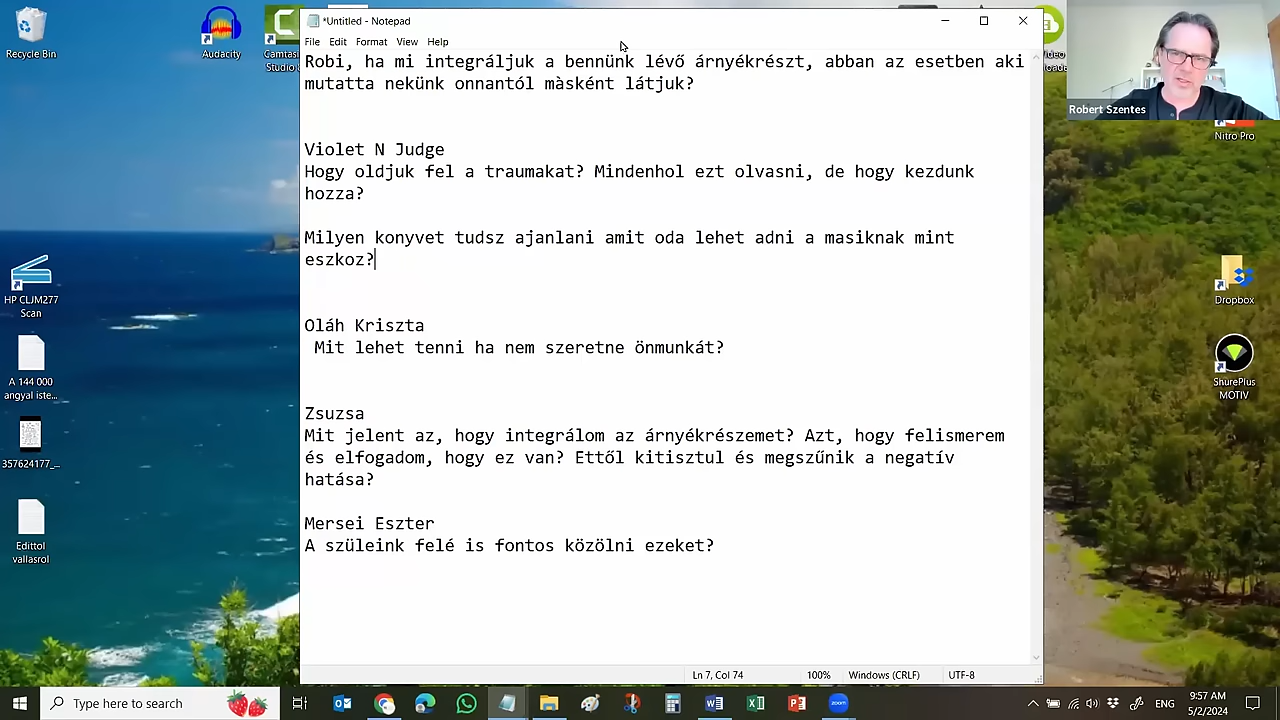 *Untitled - Notepad
File Edit Format View Help
Robi, ha mi integráljuk a bennünk lévő árnyékrészt, abban az esetben aki
mutatta nekünk onnantól màsként látjuk?
Violet N Judge
Hogy oldjuk fel a traumakat? Mindenhol ezt olvasni, de hogy kezdunk
hozza?
Milyen konyvet tudsz ajanlani amit oda lehet adni a masiknak mint
eszkoz?
Oláh Kriszta
Mit lehet tenni ha nem szeretne önmunkát?
Zsuzsa
Mit jelent az, hogy integrálom az árnyékrészemet? Azt, hogy felismerem
és elfogadom, hogy ez van? Ettől kitisztul és megszűnik a negatív
hatása?
Mersei Eszter
A szüleink felé is fontos közölni ezeket?
Ln 7, Col 74
100%
Windows (CRLF)
UTF-8
Recycle Bin
Audacity
HP CLJM277
Scan
A 144 000
angyal iste...
357624177_...
Edittol
vallasrol
Robert Szentes
Nitro Pro
Dropbox
ShurePlus
MOTIV
Type here to search
zoom
ENG
9:57 AM
5/2/2024